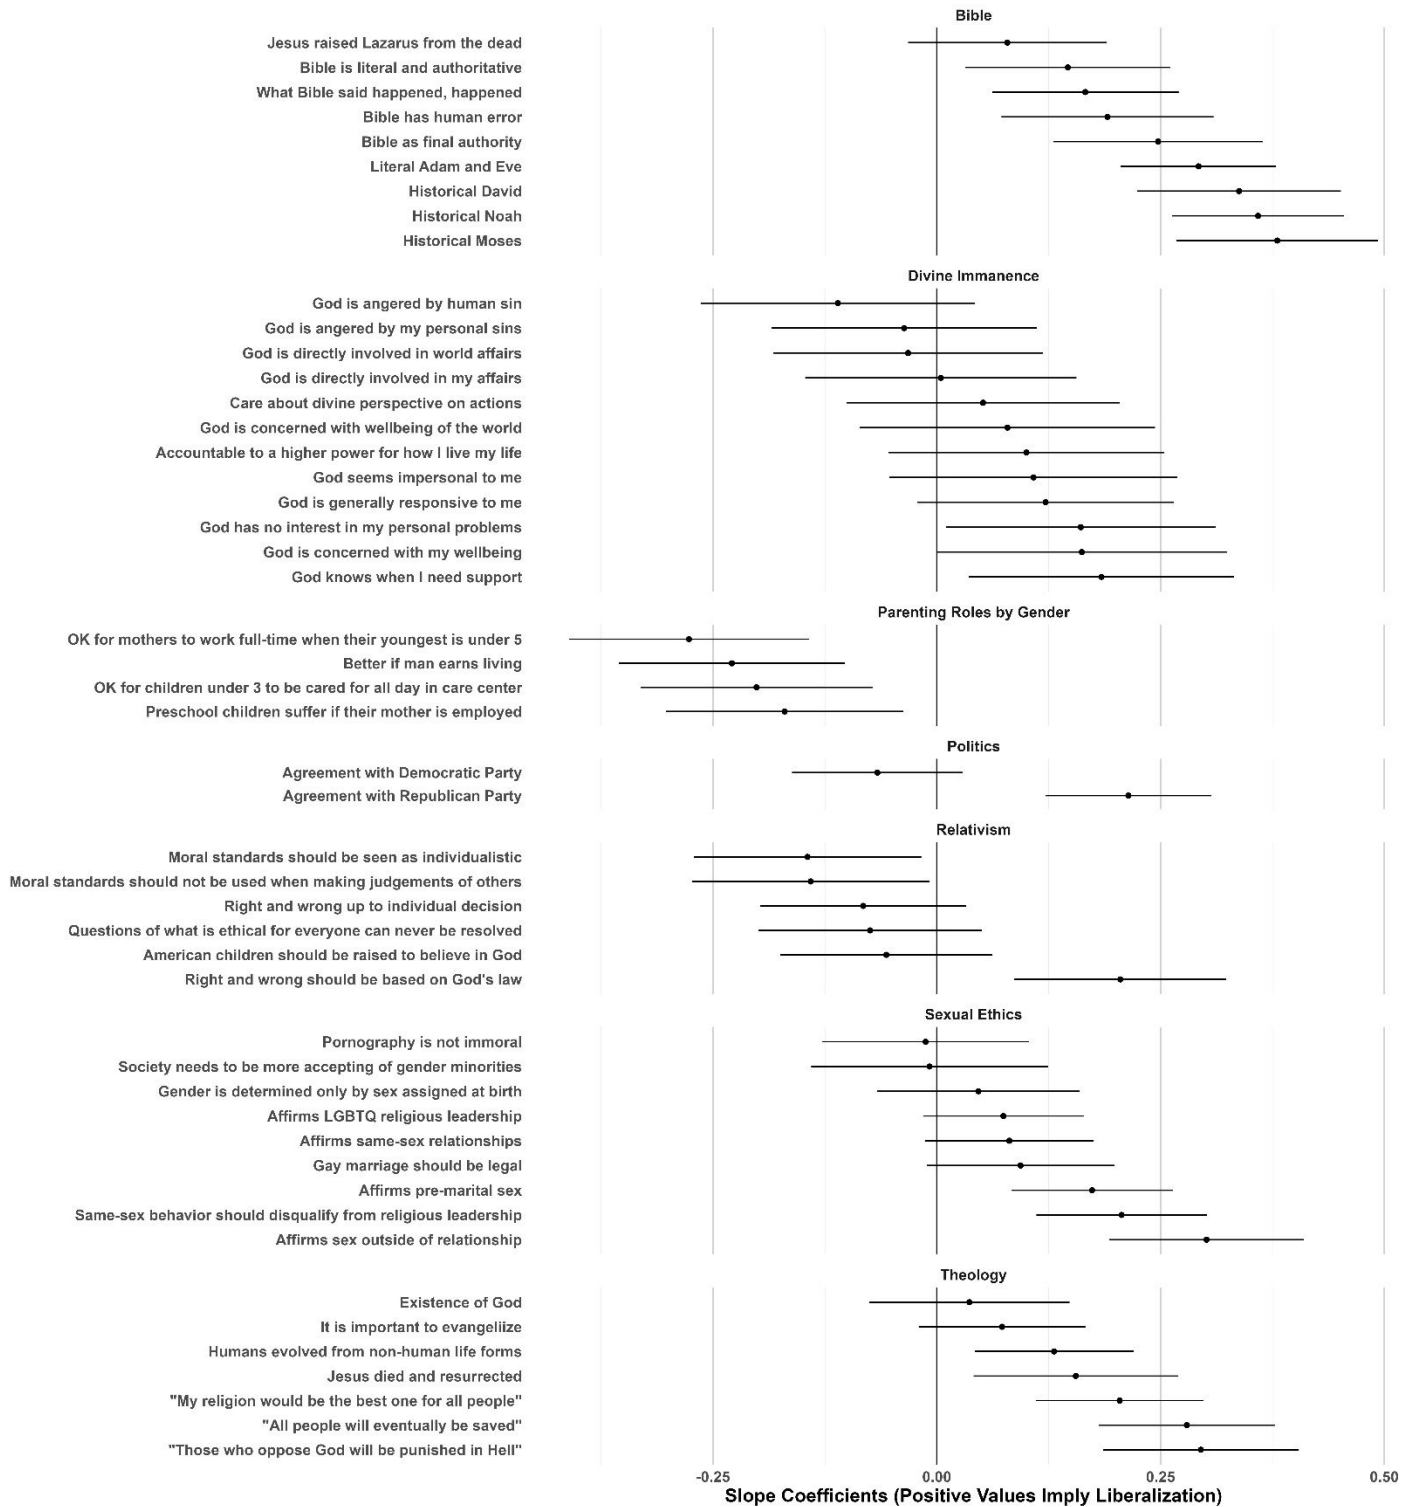 Bible
Jesus raised Lazarus from the dead
Bible is literal and authoritative
What Bible said happened, happened
Bible has human error
Bible as final authority
Literal Adam and Eve
Historical David
Historical Noah
Historical Moses
Divine Immanence
God is angered by human sin
God is angered by my personal sins
God is directly involved in world affairs
God is directly involved in my affairs
Care about divine perspective on actions
God is concerned with wellbeing of the world
Accountable to a higher power for how I live my life
God seems impersonal to me
God is generally responsive to me
God has no interest in my personal problems
God is concerned with my wellbeing
God knows when I need support
Parenting Roles by Gender
OK for mothers to work full-time when their youngest is under 5
Better if man earns living
OK for children under 3 to be cared for all day in care center
Preschool children suffer if their mother is employed
Politics
Agreement with Democratic Party
Agreement with Republican Party
Relativism
Moral standards should be seen as individualistic
Moral standards should not be used when making judgements of others
Right and wrong up to individual decision
Questions of what is ethical for everyone can never be resolved
American children should be raised to believe in God
Right and wrong should be based on God's law
Sexual Ethics
Pornography is not immoral
Society needs to be more accepting of gender minorities
Gender is determined only by sex assigned at birth
Affirms LGBTQ religious leadership
Affirms same-sex relationships
Gay marriage should be legal
Affirms pre-marital sex
Same-sex behavior should disqualify from religious leadership
Affirms sex outside of relationship
Theology
Existence of God
It is important to evangeliize
Humans evolved from non-human life forms
Jesus died and resurrected
"My religion would be the best one for all people"
"All people will eventually be saved"
"Those who oppose God will be punished in Hell"
-0.25 0.00 0.25 0.50
Slope Coefficients (Positive Values Imply Liberalization)